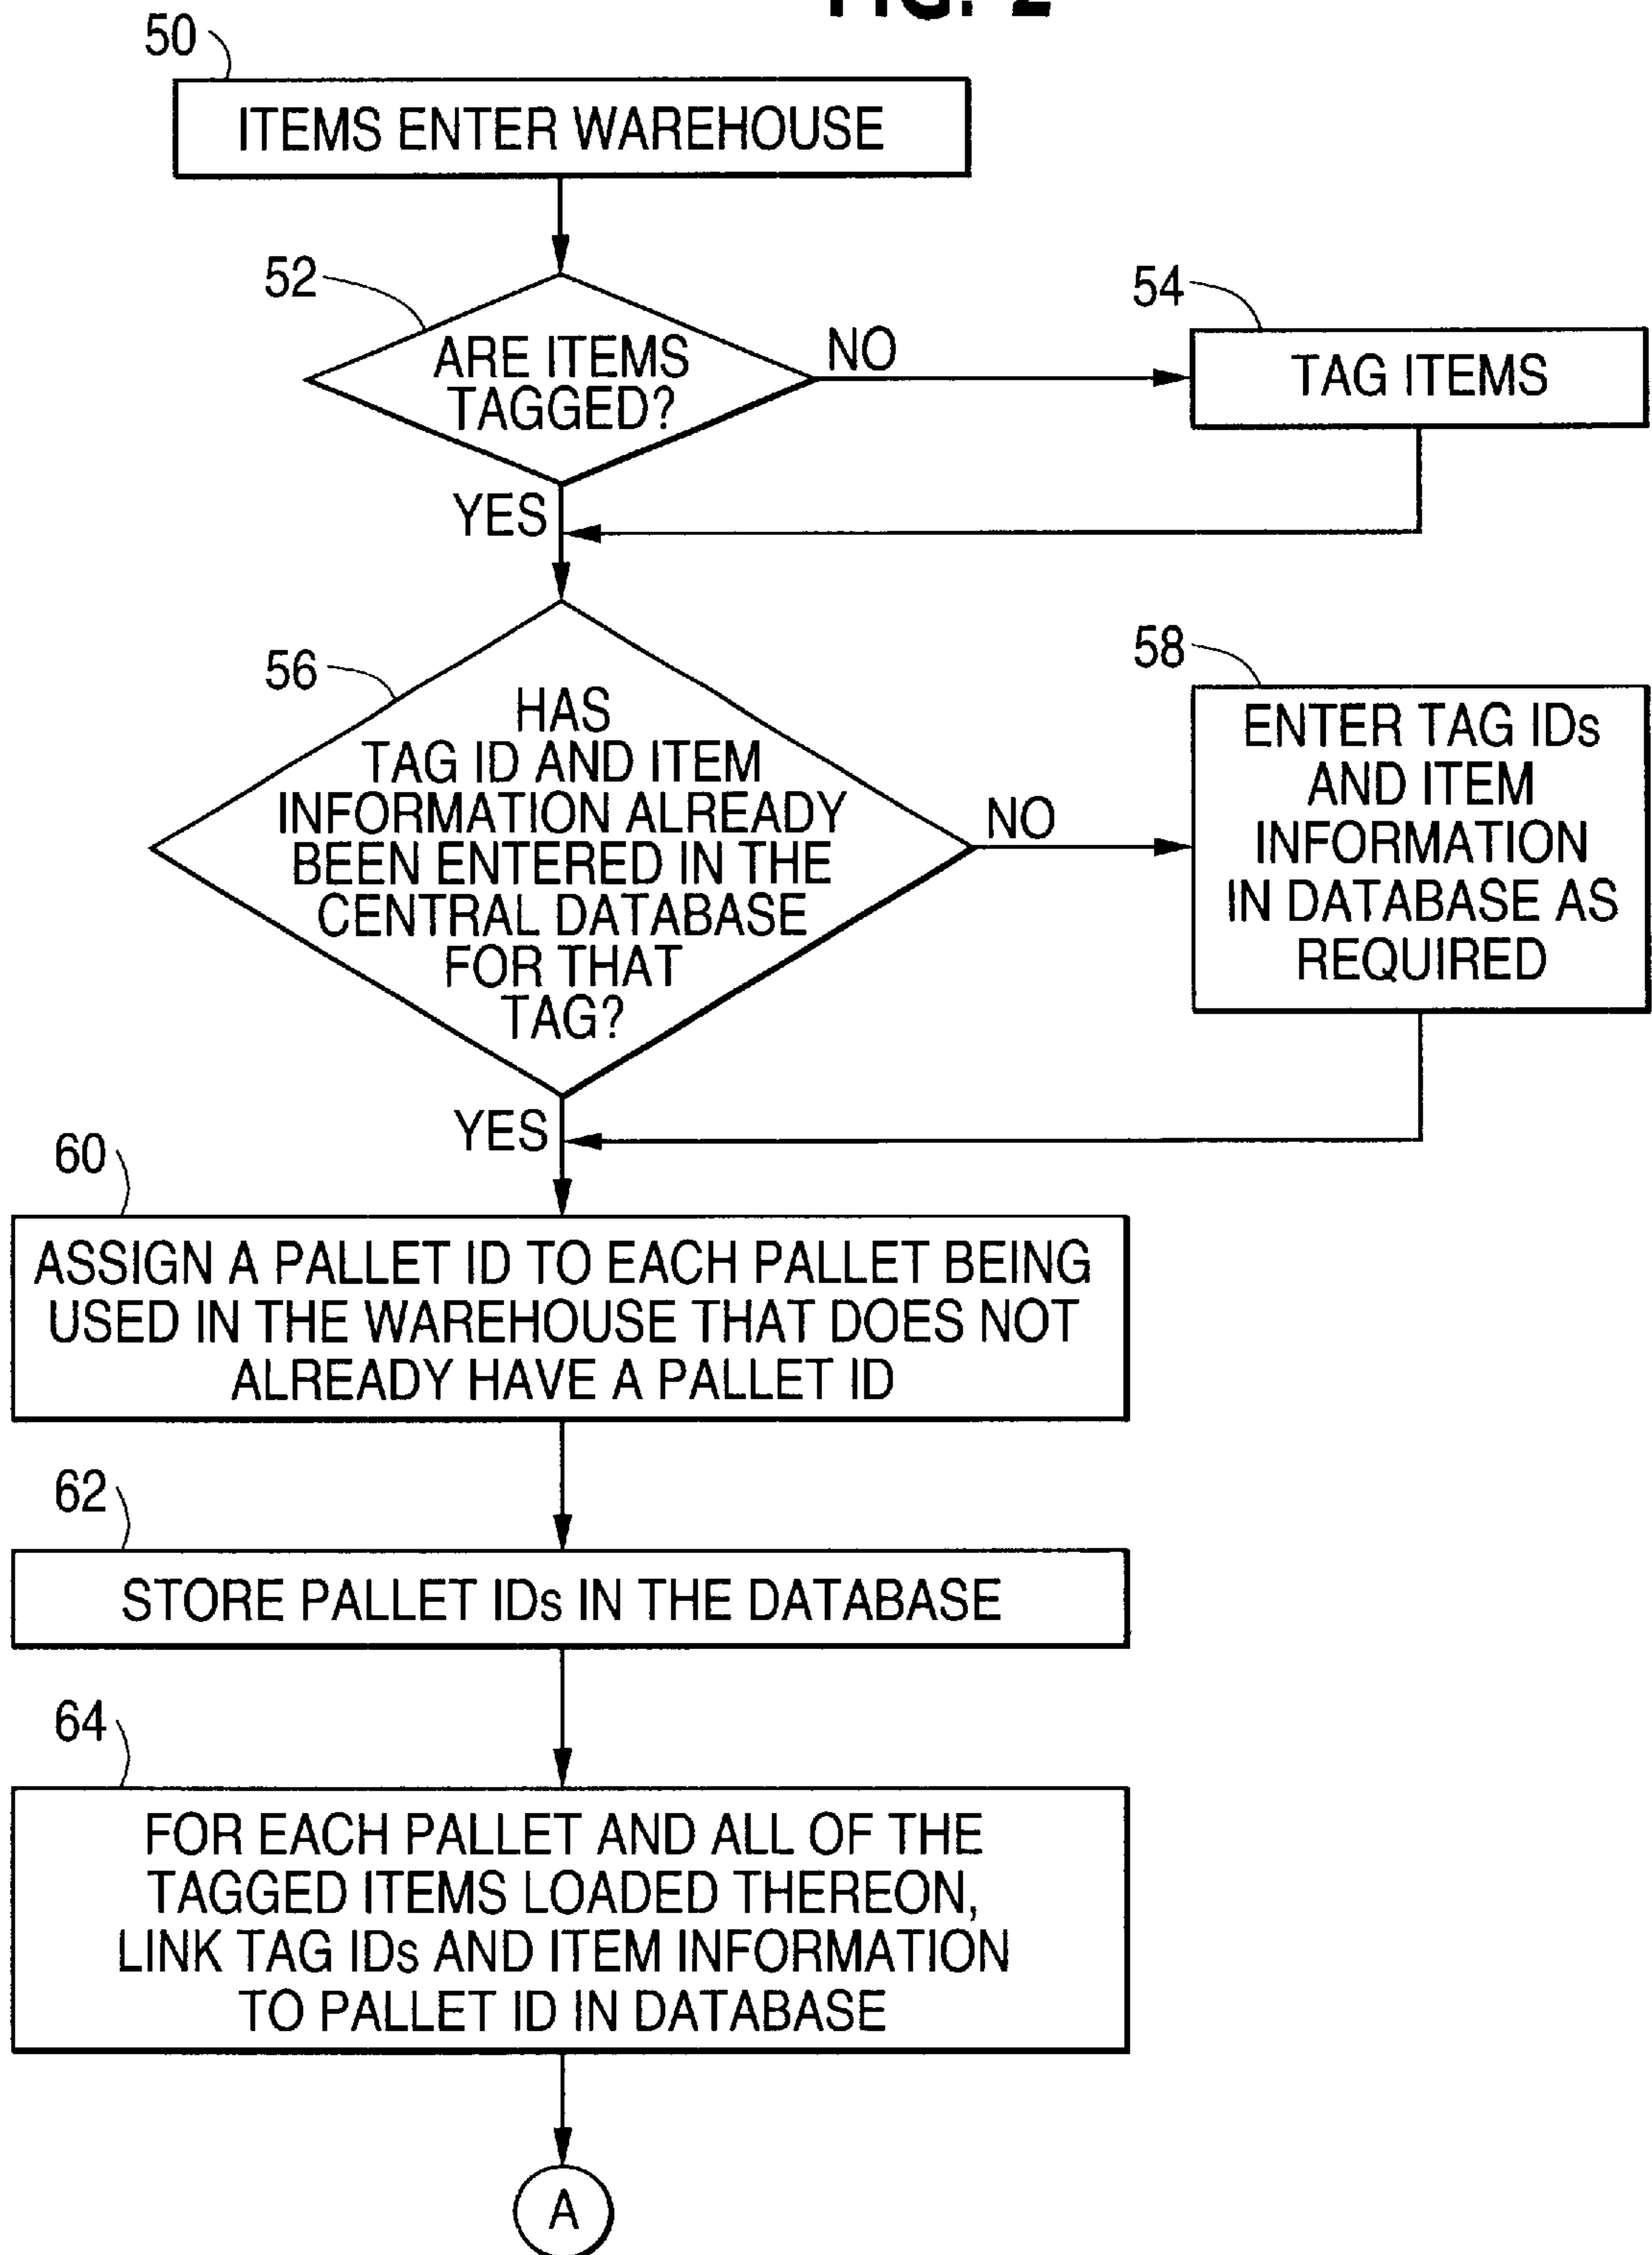 FIG. 2
50
ITEMS ENTER WAREHOUSE
52
ARE ITEMS
TAGGED?
NO
54
TAG ITEMS
YES
56
HAS
TAG ID AND ITEM
INFORMATION ALREADY
BEEN ENTERED IN THE
CENTRAL DATABASE
FOR THAT
TAG?
NO
58
ENTER TAG IDs
AND ITEM
INFORMATION
IN DATABASE AS
REQUIRED
YES
60
ASSIGN A PALLET ID TO EACH PALLET BEING
USED IN THE WAREHOUSE THAT DOES NOT
ALREADY HAVE A PALLET ID
62
STORE PALLET IDs IN THE DATABASE
64
FOR EACH PALLET AND ALL OF THE
TAGGED ITEMS LOADED THEREON,
LINK TAG IDs AND ITEM INFORMATION
TO PALLET ID IN DATABASE
A